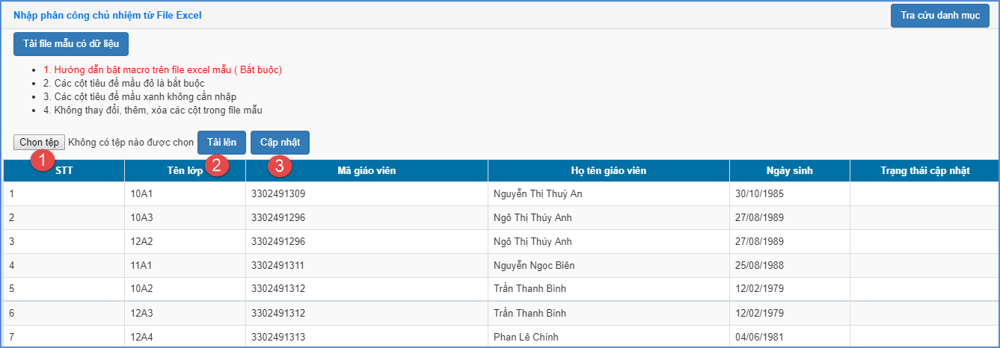 Nhập phân công chủ nhiệm từ File Excel
Tra cứu danh mục
Tải file mẫu có dữ liệu
1. Hướng dẫn bật macro trên file excel mẫu ( Bắt buộc)
2. Các cột tiêu đề mầu đỏ là bắt buộc
3. Các cột tiêu đề mầu xanh không cần nhập
4. Không thay đổi, thêm, xóa các cột trong file mẫu
Chọn tệp Không có tệp nào được chọn Tải lên Cập nhật
1 2 3
STT Tên lớp Mã giáo viên Họ tên giáo viên Ngày sinh Trạng thái cập nhật
1 10A1 3302491309 Nguyễn Thị Thuỳ An 30/10/1985
2 10A3 3302491296 Ngô Thị Thúy Anh 27/08/1989
3 12A2 3302491296 Ngô Thị Thúy Anh 27/08/1989
4 11A1 3302491311 Nguyễn Ngọc Biên 25/08/1988
5 10A2 3302491312 Trần Thanh Bình 12/02/1979
6 12A3 3302491312 Trần Thanh Bình 12/02/1979
7 12A4 3302491313 Phan Lê Chính 04/06/1981